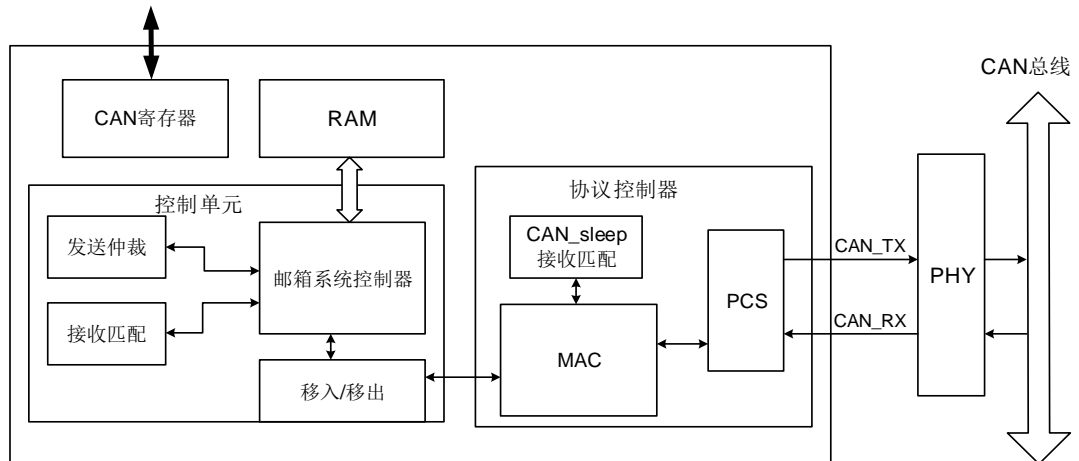 CAN总线
CAN寄存器
RAM
控制单元
发送仲裁
接收匹配
邮箱系统控制器
移入/移出
协议控制器
CAN_sleep
接收匹配
MAC
PCS
CAN_TX
CAN_RX
PHY